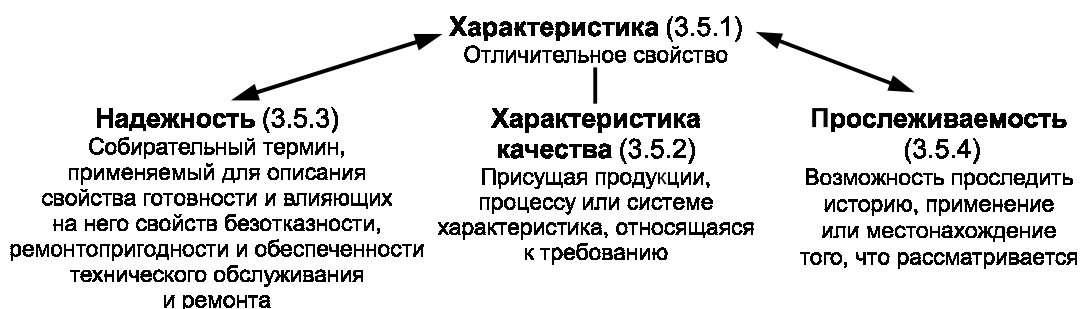 Характеристика (3.5.1)
Отличительное свойство
Надежность (3.5.3)
Собирательный термин,
применяемый для описания
свойства готовности и влияющих
на него свойств безотказности,
ремонтопригодности и обеспеченности
технического обслуживания
и ремонта
Характеристика
качества (3.5.2)
Присущая продукции,
процессу или системе
характеристика, относящаяся
к требованию
Прослеживаемость
(3.5.4)
Возможность проследить
историю, применение
или местонахождение
того, что рассматривается